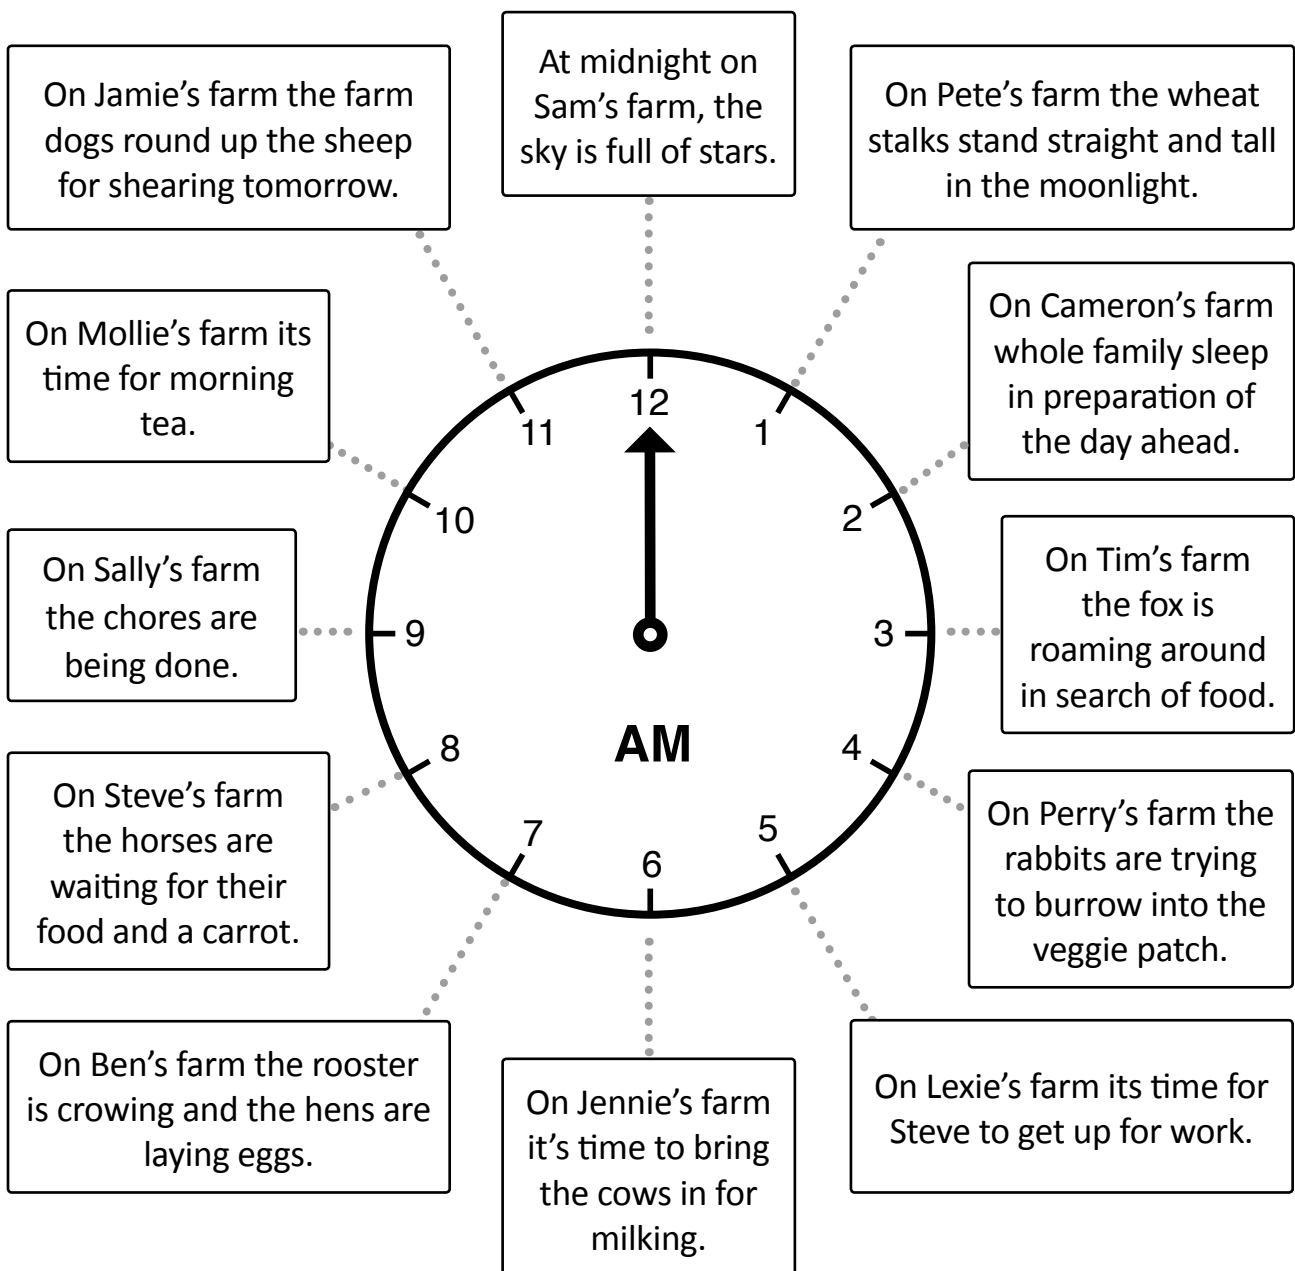 At midnight on
Sam’s farm, the
sky is full of stars.
On Pete’s farm the wheat
stalks stand straight and tall
in the moonlight.
On Cameron’s farm
whole family sleep
in preparation of
the day ahead.
On Tim’s farm
the fox is
roaming around
in search of food.
On Perry’s farm the
rabbits are trying
to burrow into the
veggie patch.
On Lexie’s farm its time for
Steve to get up for work.
On Jennie’s farm
it’s time to bring
the cows in for
milking.
On Ben’s farm the rooster
is crowing and the hens are
laying eggs.
On Steve’s farm
the horses are
waiting for their
food and a carrot.
On Sally’s farm
the chores are
being done.
On Mollie’s farm its
time for morning
tea.
On Jamie’s farm the farm
dogs round up the sheep
for shearing tomorrow.
12
1
2
3
4
5
6
7
8
9
10
11
AM